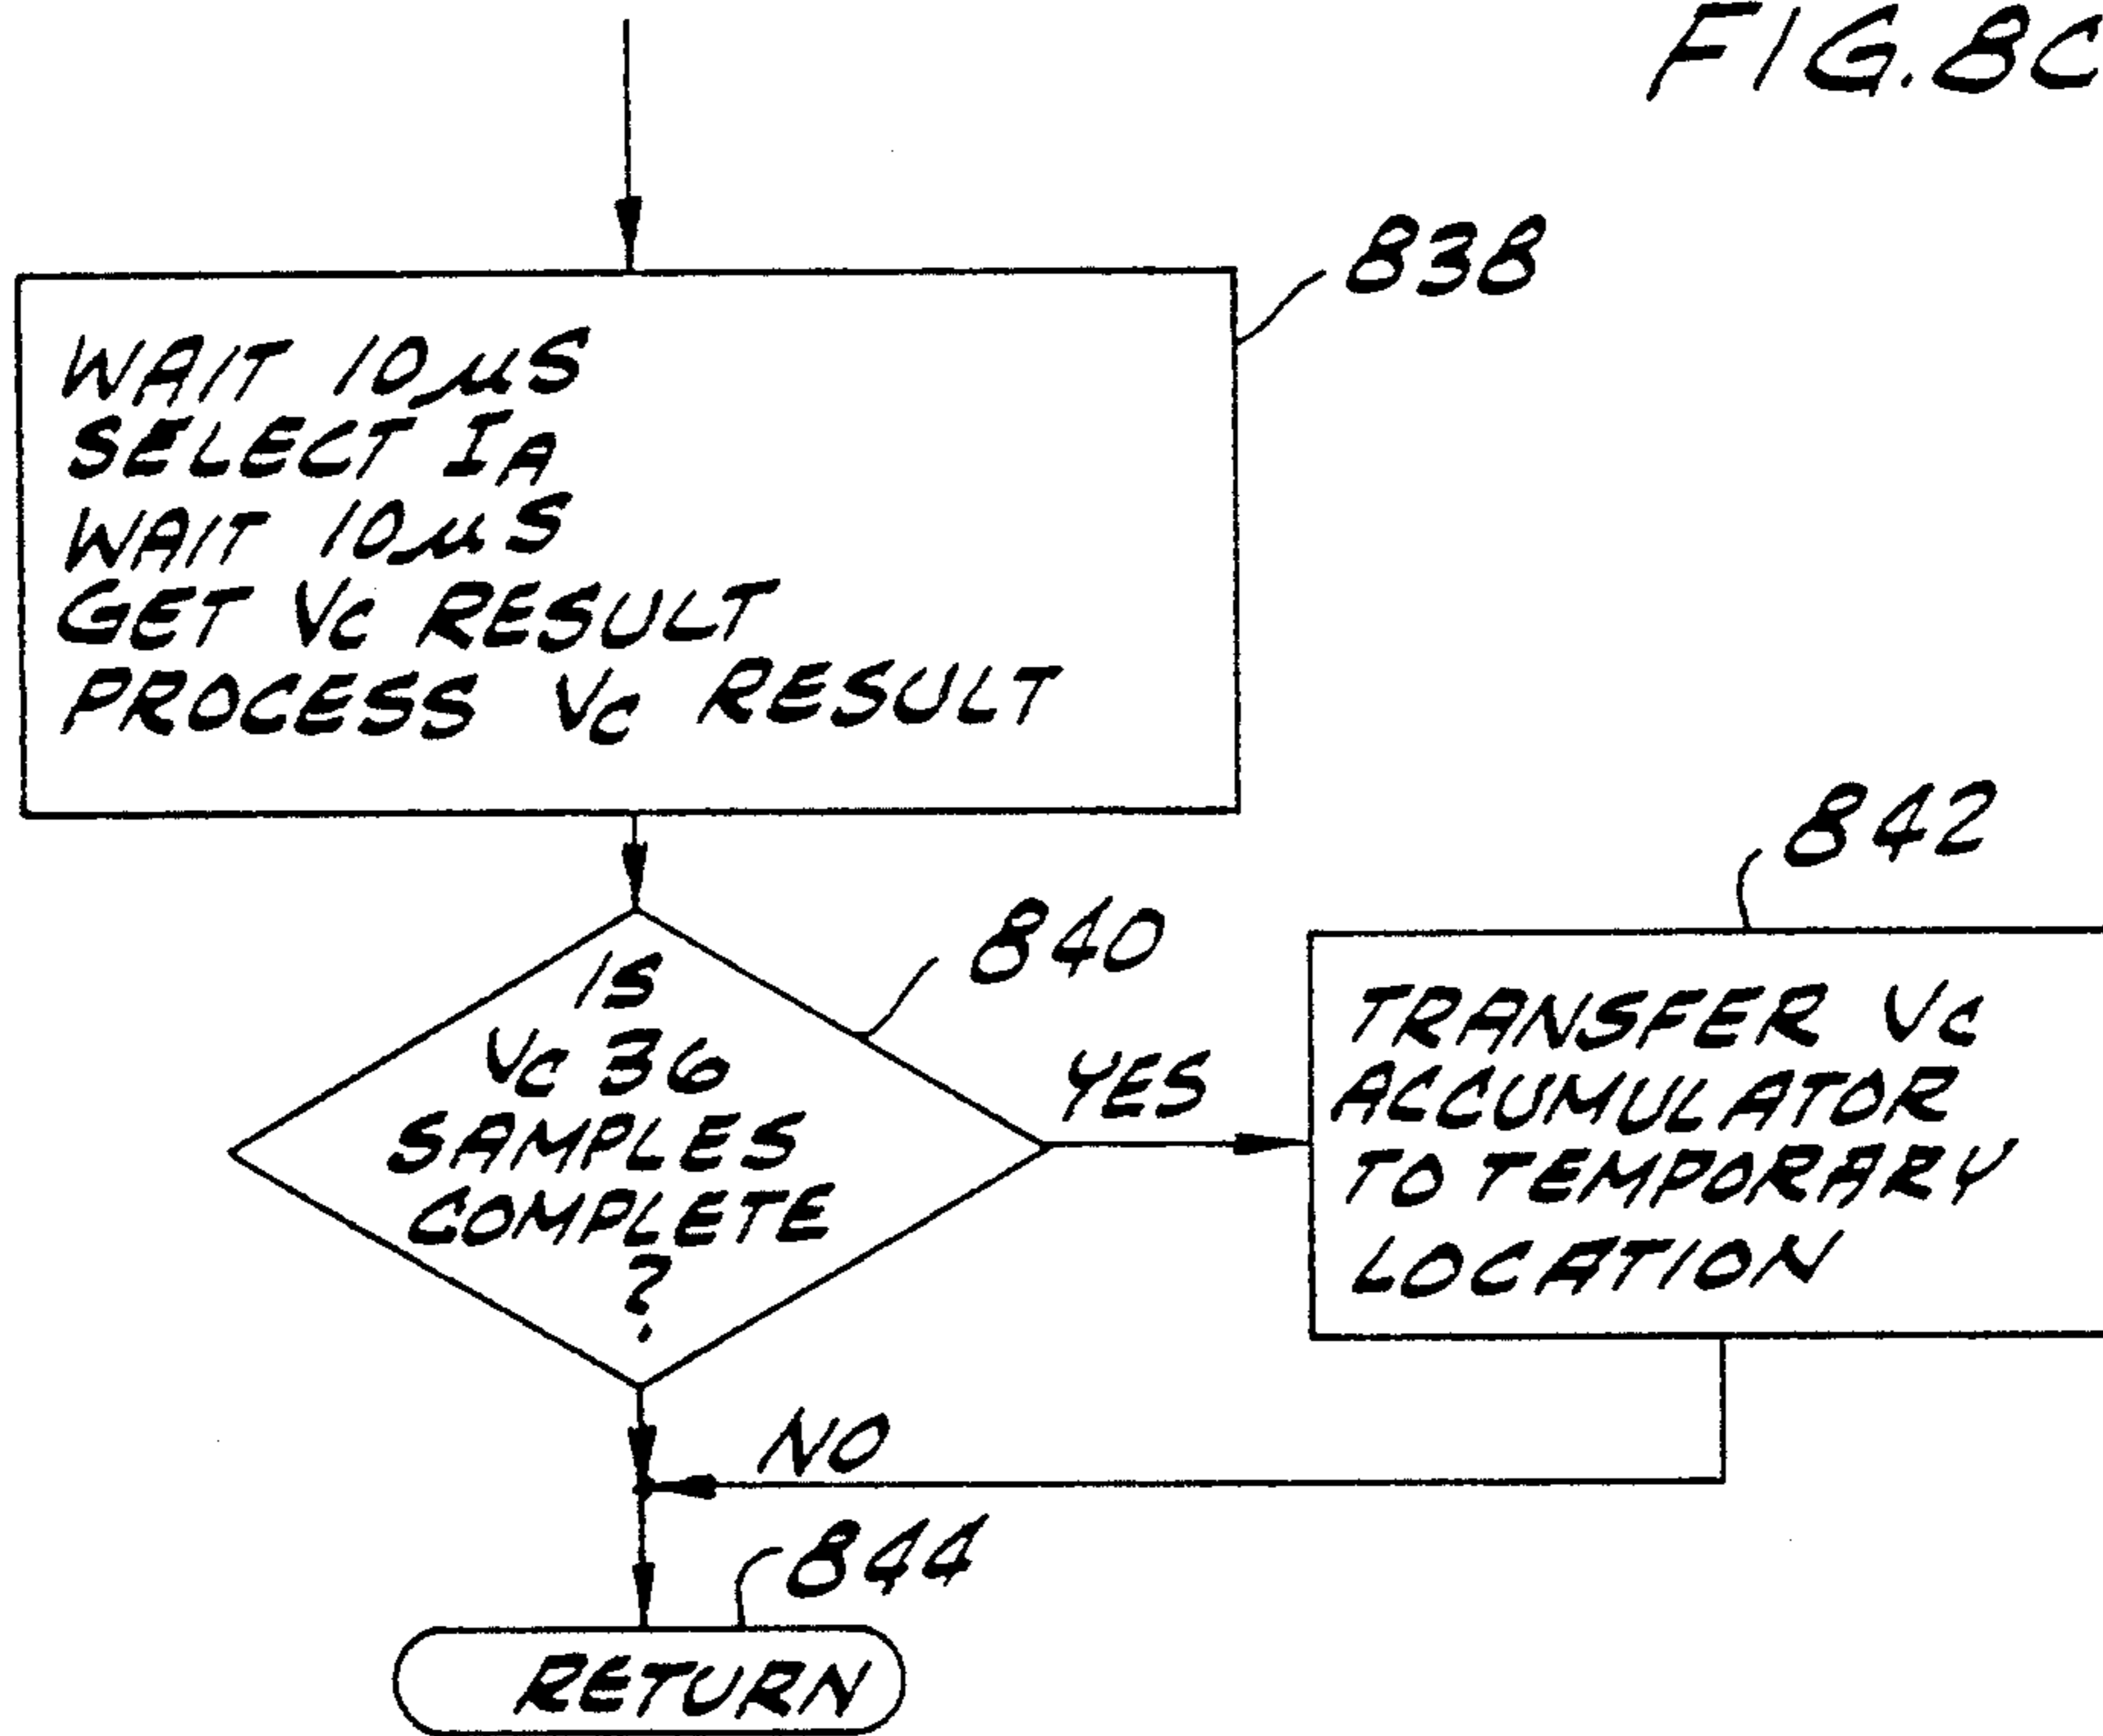 FIG.8C
838
WAIT 10µS
SELECT IA
WAIT 10µS
GET VC RESULT
PROCESS VC RESULT
842
840
IS
VC 36
SAMPLES
COMPLETE
?
YES
TRANSFER VC
ACCUMULATOR
TO TEMPORARY
LOCATION
NO
844
RETURN